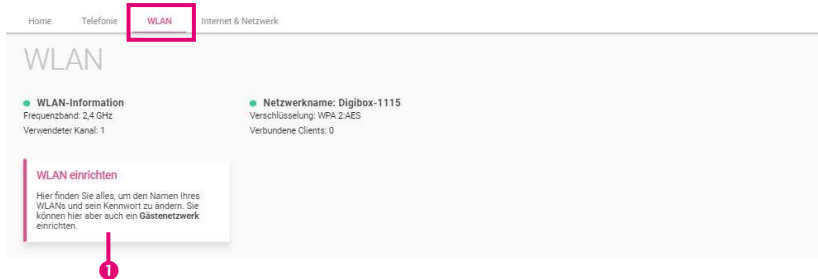 Home Telefonie WLAN Internet & Netzwerk
WLAN
WLAN-Information
Frequenzband: 2,4 GHz
Verwendeter Kanal: 1
Netzwerkname: Digibox-1115
Verschlüsselung: WPA 2:AES
Verbundene Clients: 0
WLAN einrichten
Hier finden Sie alles, um den Namen Ihres
WLANs und sein Kennwort zu ändern. Sie
können hier aber auch ein Gästenetzwerk
einrichten.
1